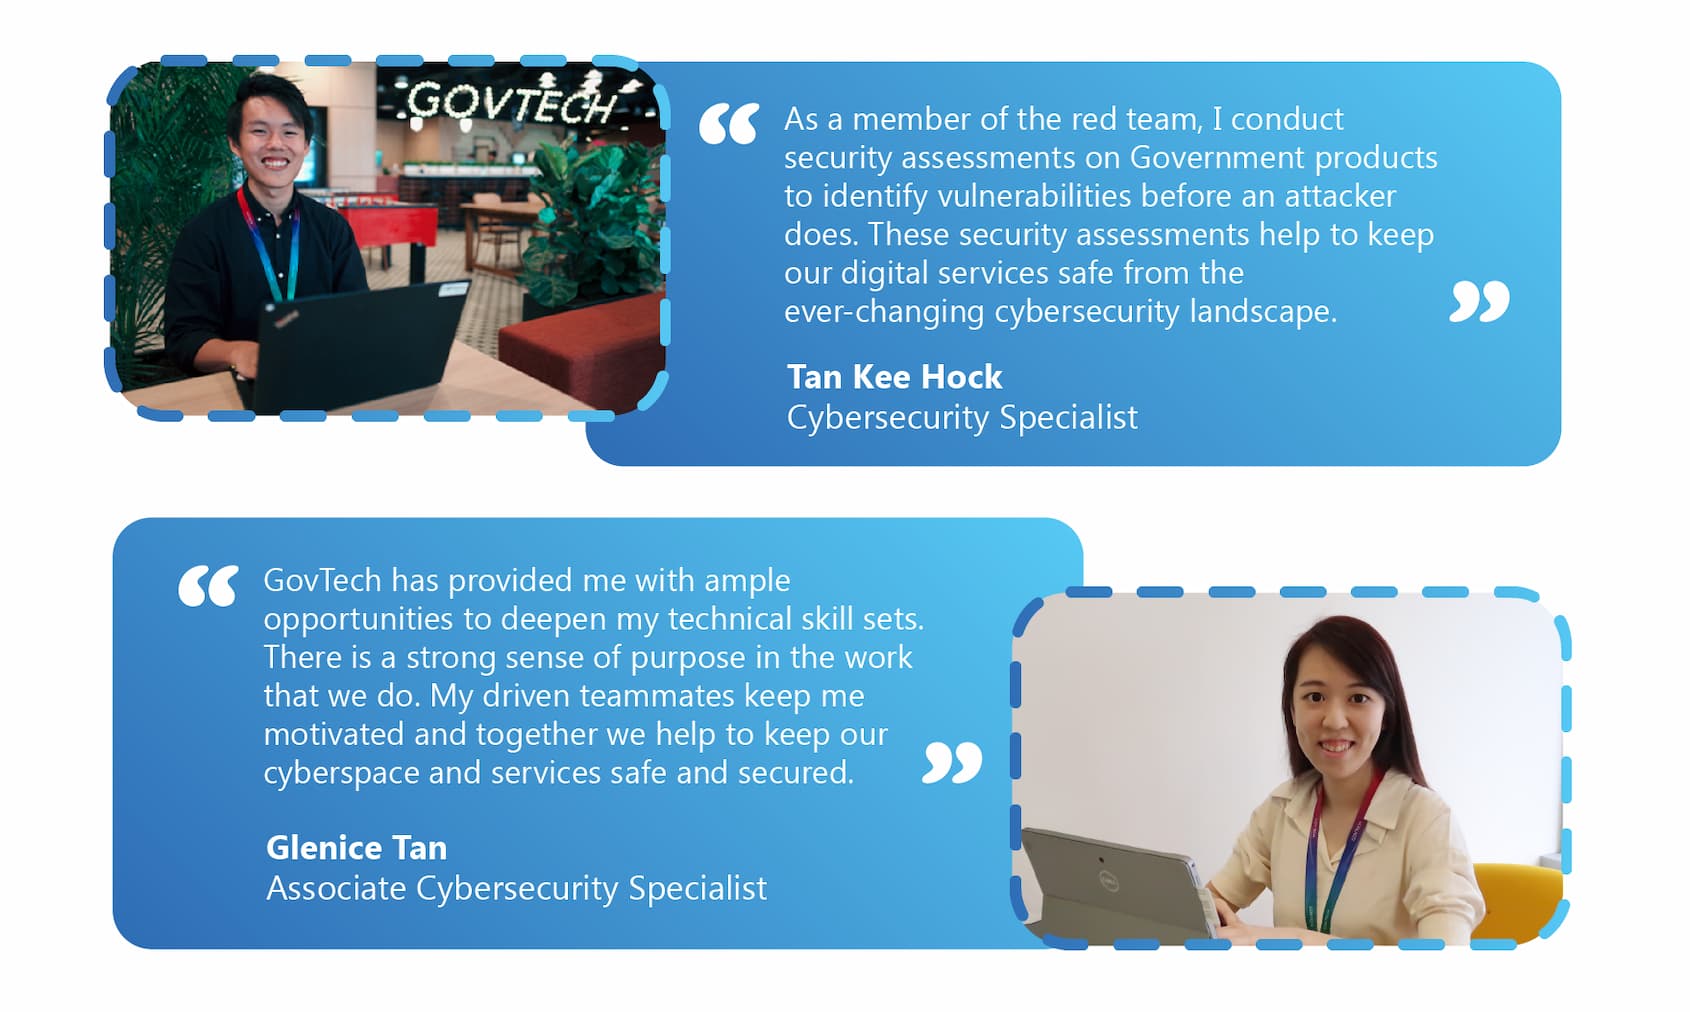 GOVTECH
“
As a member of the red team, I conduct
security assessments on Government products
to identify vulnerabilities before an attacker
does. These security assessments help to keep
our digital services safe from the
ever-changing cybersecurity landscape.
”
Tan Kee Hock
Cybersecurity Specialist
ThinkPad
“
GovTech has provided me with ample
opportunities to deepen my technical skill sets.
There is a strong sense of purpose in the work
that we do. My driven teammates keep me
motivated and together we help to keep our
cyberspace and services safe and secured.
”
Glenice Tan
Associate Cybersecurity Specialist
DELL